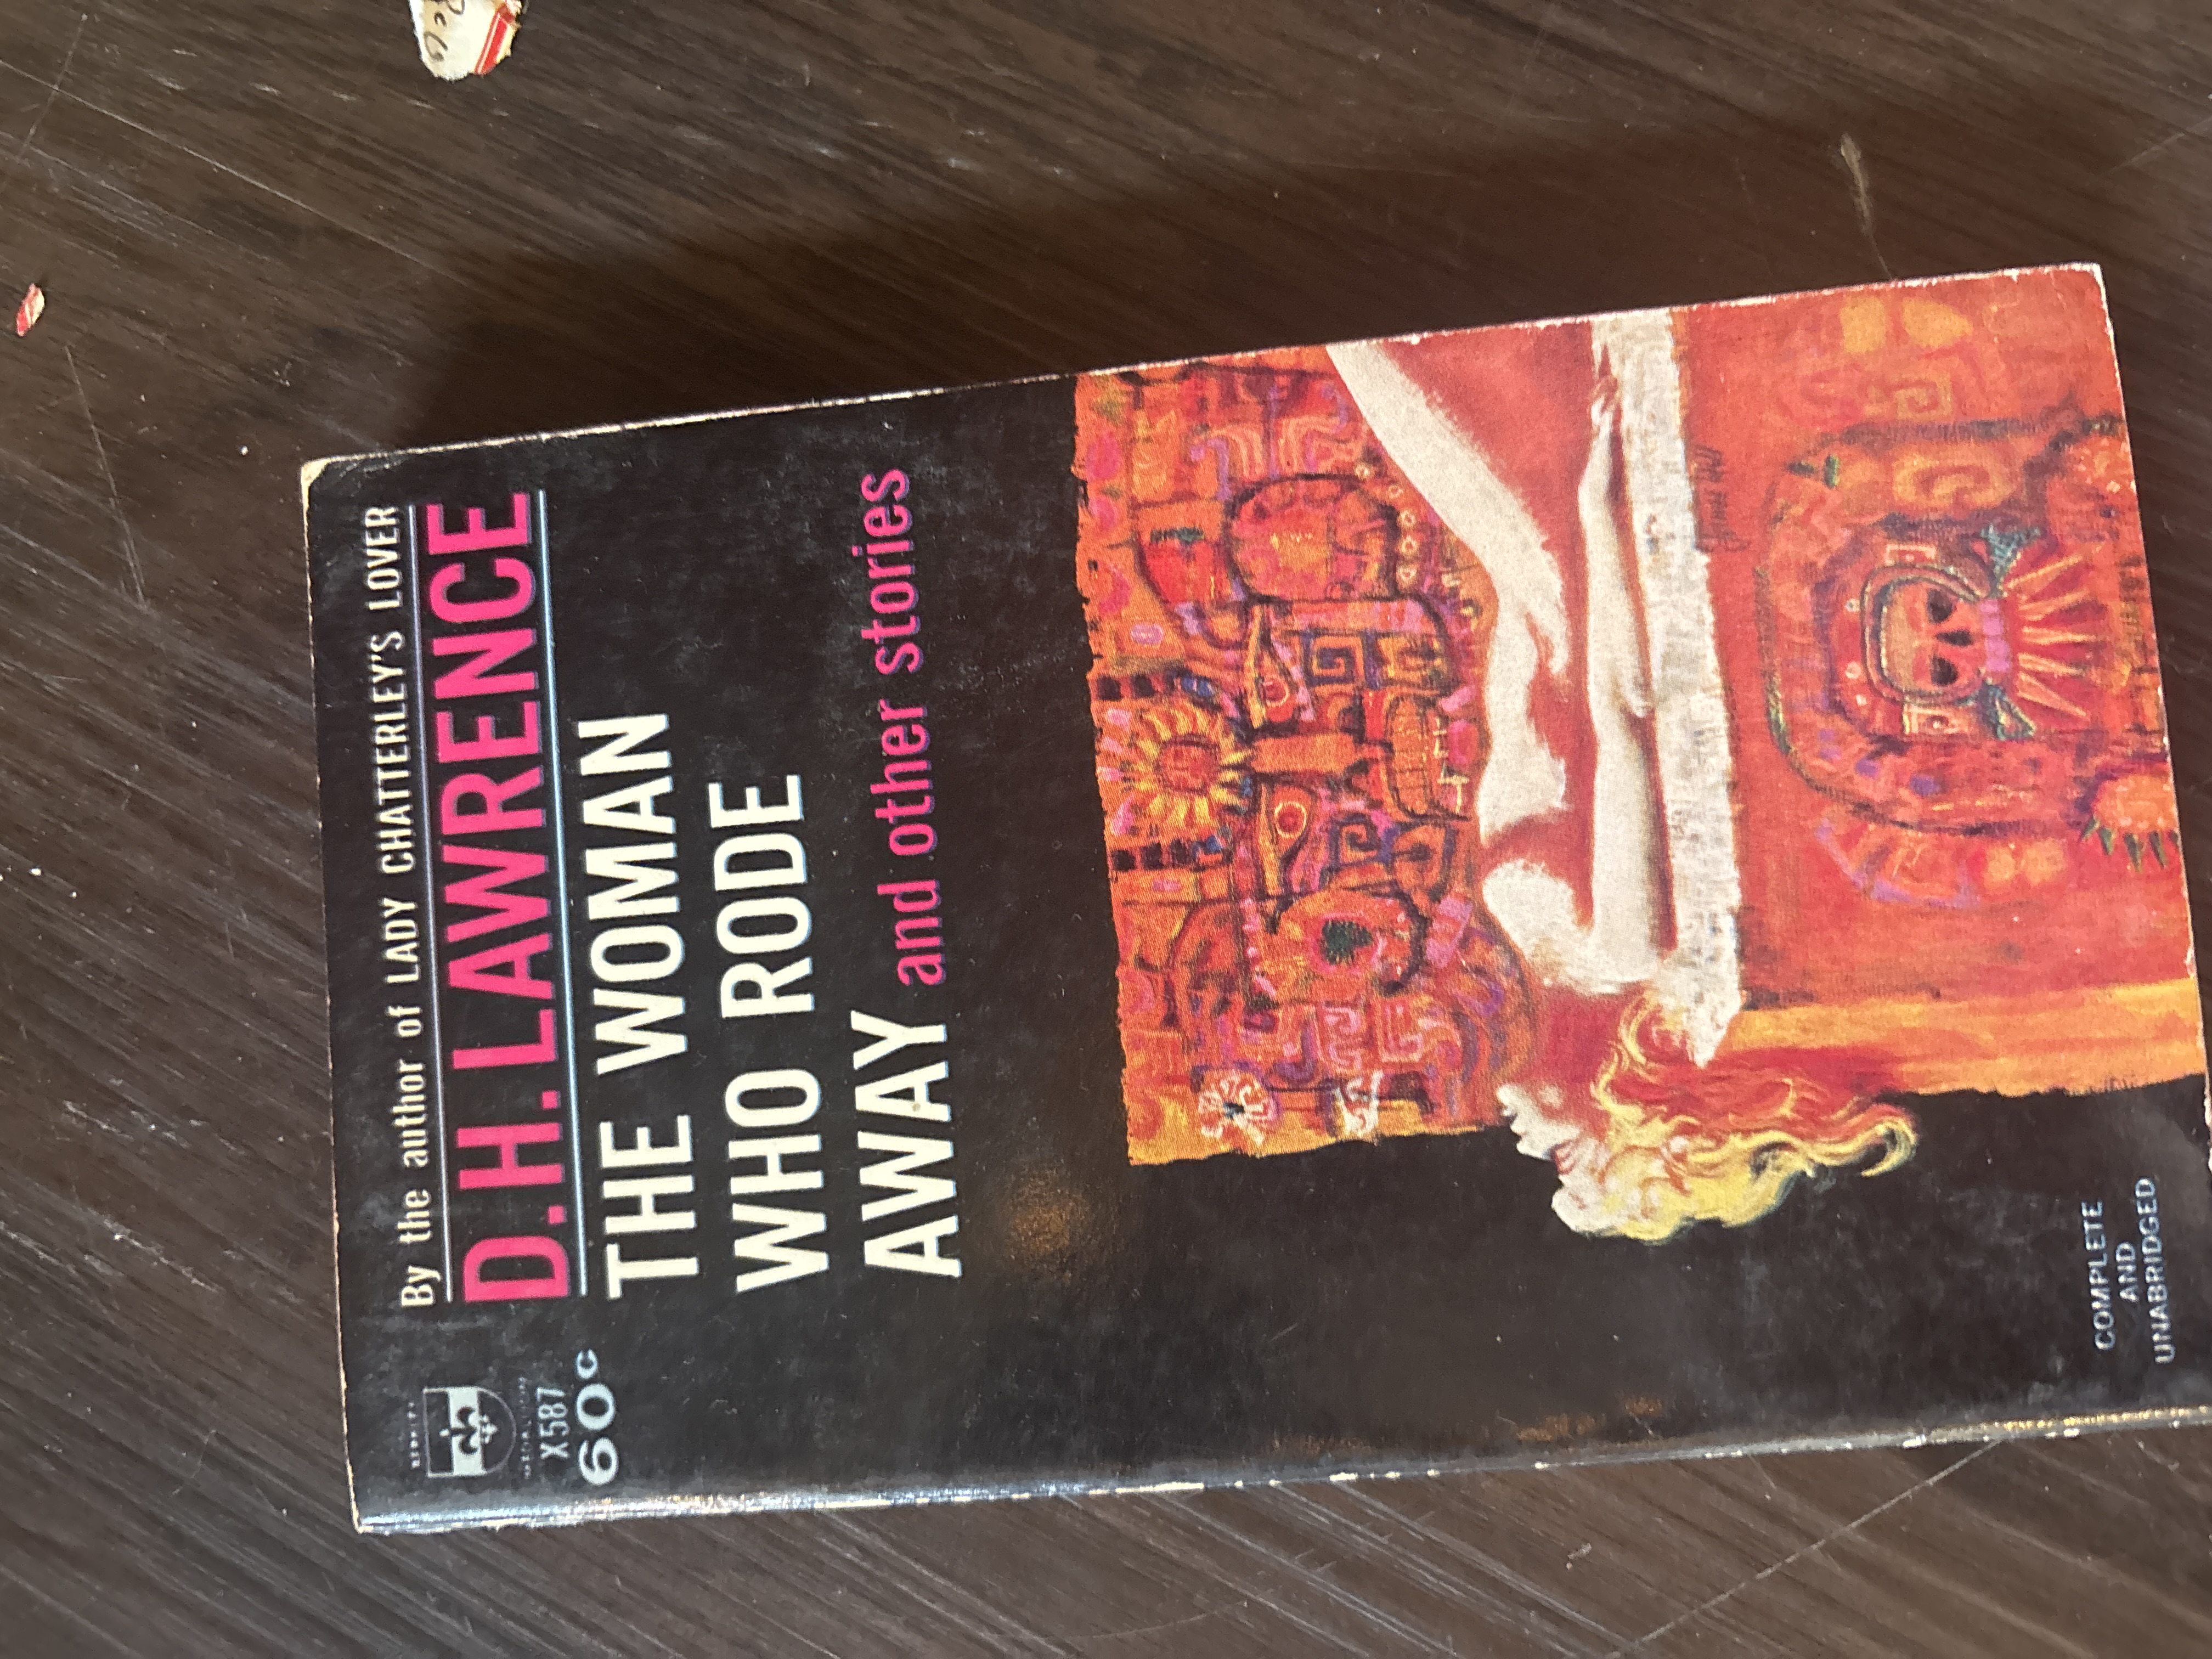 By the author of LADY CHATTERLEY'S LOVER
D.H.LAWRENCE
THE WOMAN
WHO RODE
AWAY and other stories
X587
60c
COMPLETE
AND
UNABRIDGED